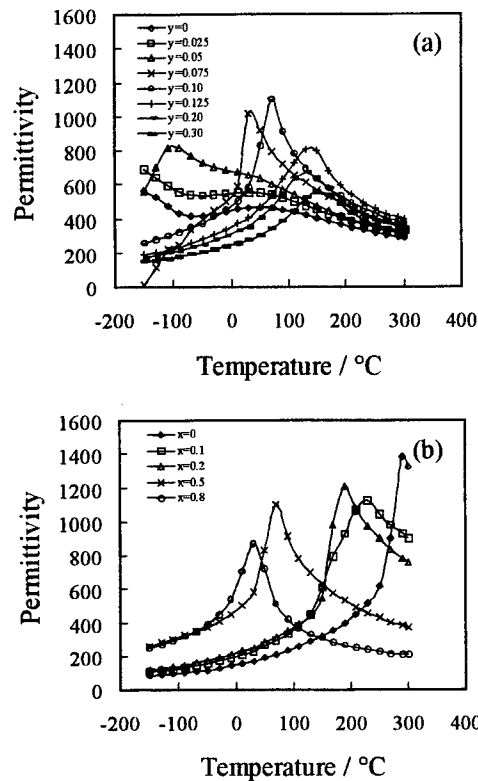 (a)
1600
1400
1200
1000
800
600
400
200
0
Permittivity
y=0
y=0.025
y=0.05
y=0.075
y=0.10
y=0.125
y=0.20
y=0.30
-200 -100 0 100 200 300 400
Temperature / °C
(b)
1600
1400
1200
1000
800
600
400
200
0
Permittivity
x=0
x=0.1
x=0.2
x=0.5
x=0.8
-200 -100 0 100 200 300 400
Temperature / °C